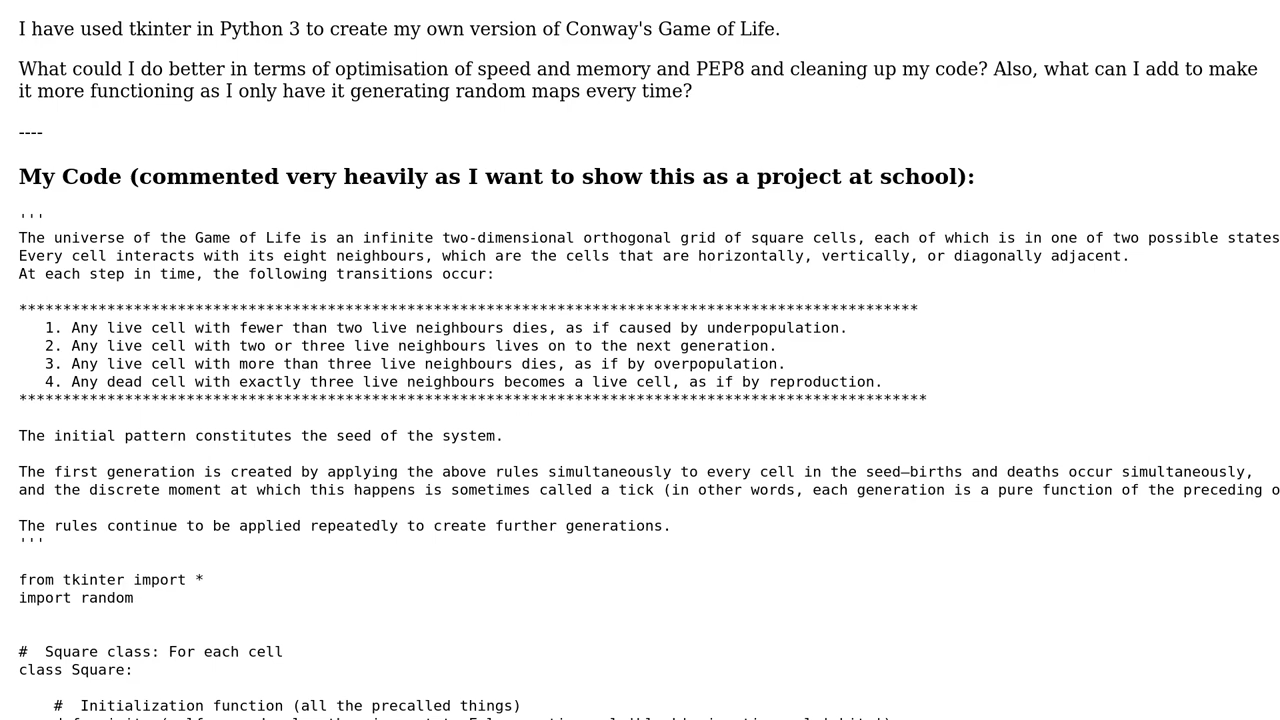 I have used tkinter in Python 3 to create my own version of Conway's Game of Life.
What could I do better in terms of optimisation of speed and memory and PEP8 and cleaning up my code? Also, what can I add to make
it more functioning as I only have it generating random maps every time?
----
My Code (commented very heavily as I want to show this as a project at school):
'''
The universe of the Game of Life is an infinite two-dimensional orthogonal grid of square cells, each of which is in one of two possible states
Every cell interacts with its eight neighbours, which are the cells that are horizontally, vertically, or diagonally adjacent.
At each step in time, the following transitions occur:
******************************************************************************************************
1. Any live cell with fewer than two live neighbours dies, as if caused by underpopulation.
2. Any live cell with two or three live neighbours lives on to the next generation.
3. Any live cell with more than three live neighbours dies, as if by overpopulation.
4. Any dead cell with exactly three live neighbours becomes a live cell, as if by reproduction.
*******************************************************************************************************
The initial pattern constitutes the seed of the system.
The first generation is created by applying the above rules simultaneously to every cell in the seed—births and deaths occur simultaneously,
and the discrete moment at which this happens is sometimes called a tick (in other words, each generation is a pure function of the preceding o
The rules continue to be applied repeatedly to create further generations.
'''
from tkinter import *
import random
#  Square class: For each cell
class Square:
#  Initialization function (all the precalled things)